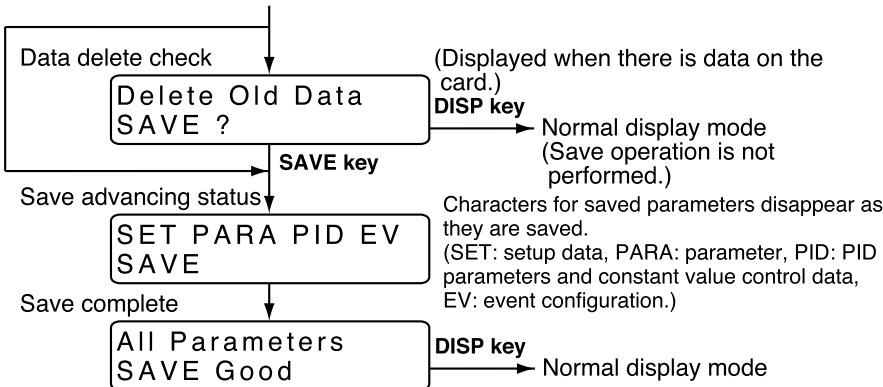 Data delete check
(Displayed when there is data on the
card.)
Delete Old Data
SAVE ?
DISP key
Normal display mode
(Save operation is not
performed.)
SAVE key
Save advancing status
SET PARA PID EV
SAVE
Characters for saved parameters disappear as
they are saved.
(SET: setup data, PARA: parameter, PID: PID
parameters and constant value control data,
EV: event configuration.)
Save complete
All Parameters
SAVE Good
DISP key
Normal display mode